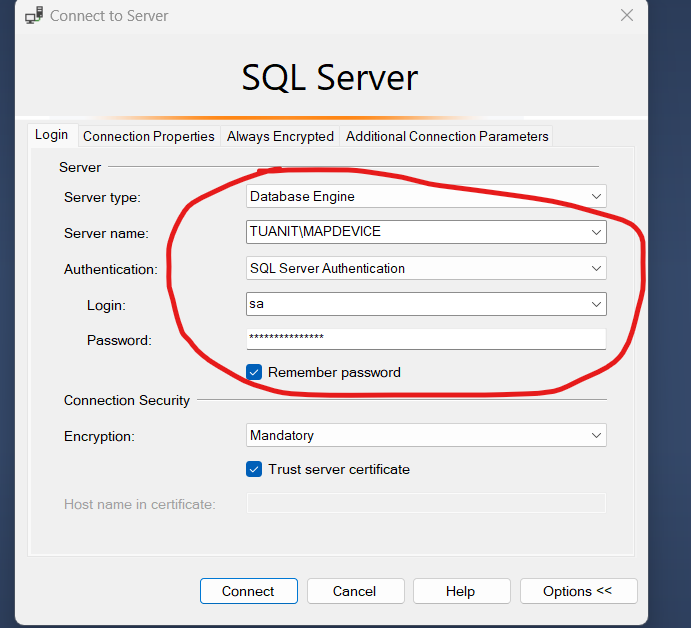 Connect to Server
SQL Server
Login Connection Properties Always Encrypted Additional Connection Parameters
Server
Server type: Database Engine
Server name: TUANIT\MAPDEVICE
Authentication: SQL Server Authentication
Login: sa
Password: ***************
Remember password
Connection Security
Encryption: Mandatory
Trust server certificate
Host name in certificate:
Connect Cancel Help Options <<